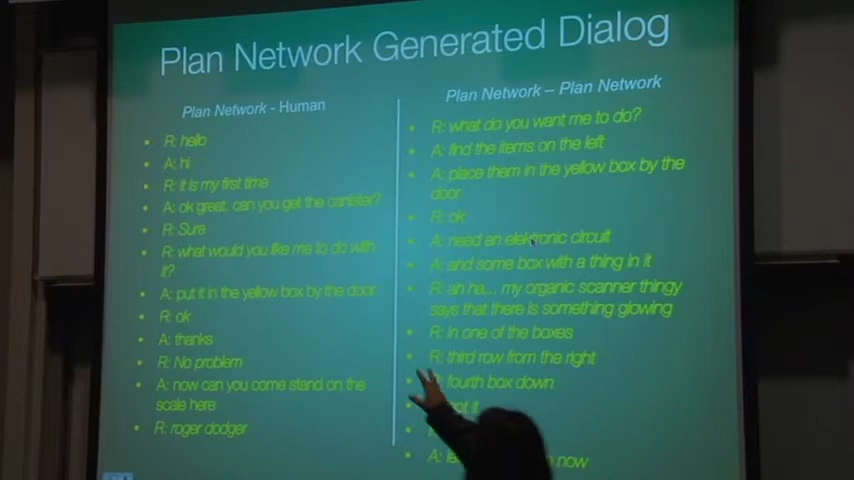 Plan Network Generated Dialog
Plan Network - Human
R: hello
A: hi
R: it is my first time
A: ok great. can you get the canister?
R: Sure
R: what would you like me to do with
it?
A: put it in the yellow box by the door
R: ok
A: thanks
R: No problem
A: now can you come stand on the
scale here
R: roger dodger
Plan Network – Plan Network
R: what do you want me to do?
A: find the items on the left
A: place them in the yellow box by the
door
R: ok
A: need an elektronic circuit
A: and some box with a thing in it
R: ah ha... my organic scanner thingy
says that there is something glowing
R: in one of the boxes
R: third row from the right
fourth box down
it
A: now